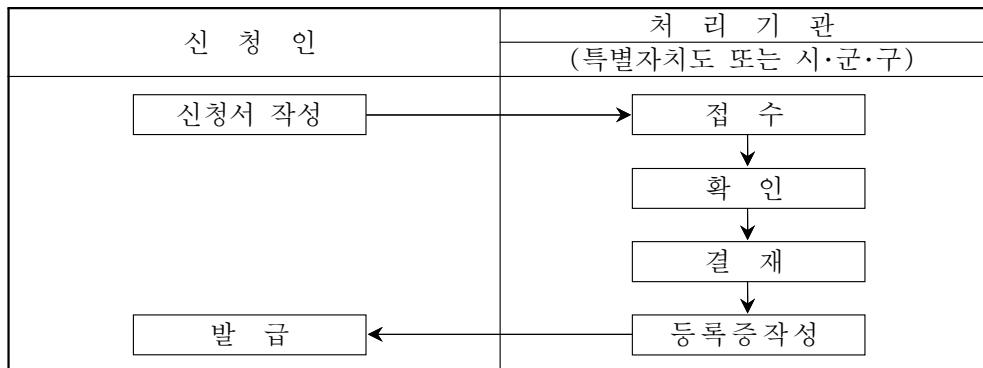 신 청 인
처 리 기 관
(특별자치도 또는 시·군·구)
신청서 작성
접 수
확 인
결 재
발 급
등록증작성